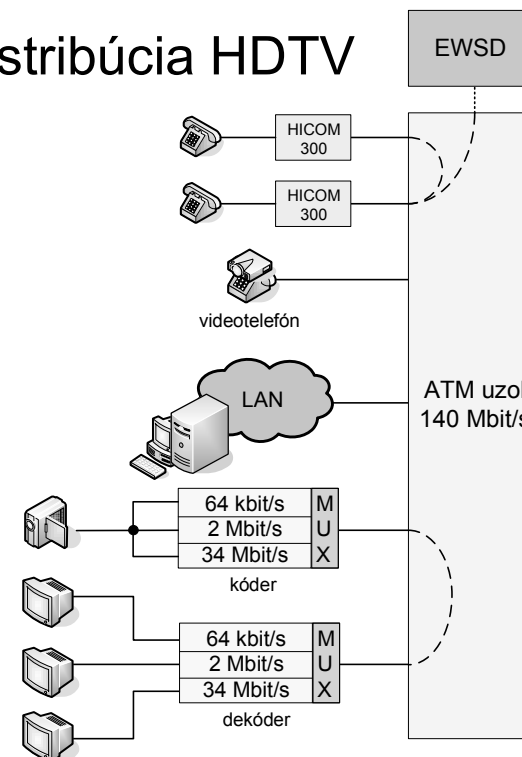 stribúcia HDTV
EWSD
HICOM
300
HICOM
300
videotelefón
LAN
ATM uzol
140 Mbit/s
64 kbit/s
2 Mbit/s
34 Mbit/s
M
U
X
kóder
64 kbit/s
2 Mbit/s
34 Mbit/s
M
U
X
dekóder